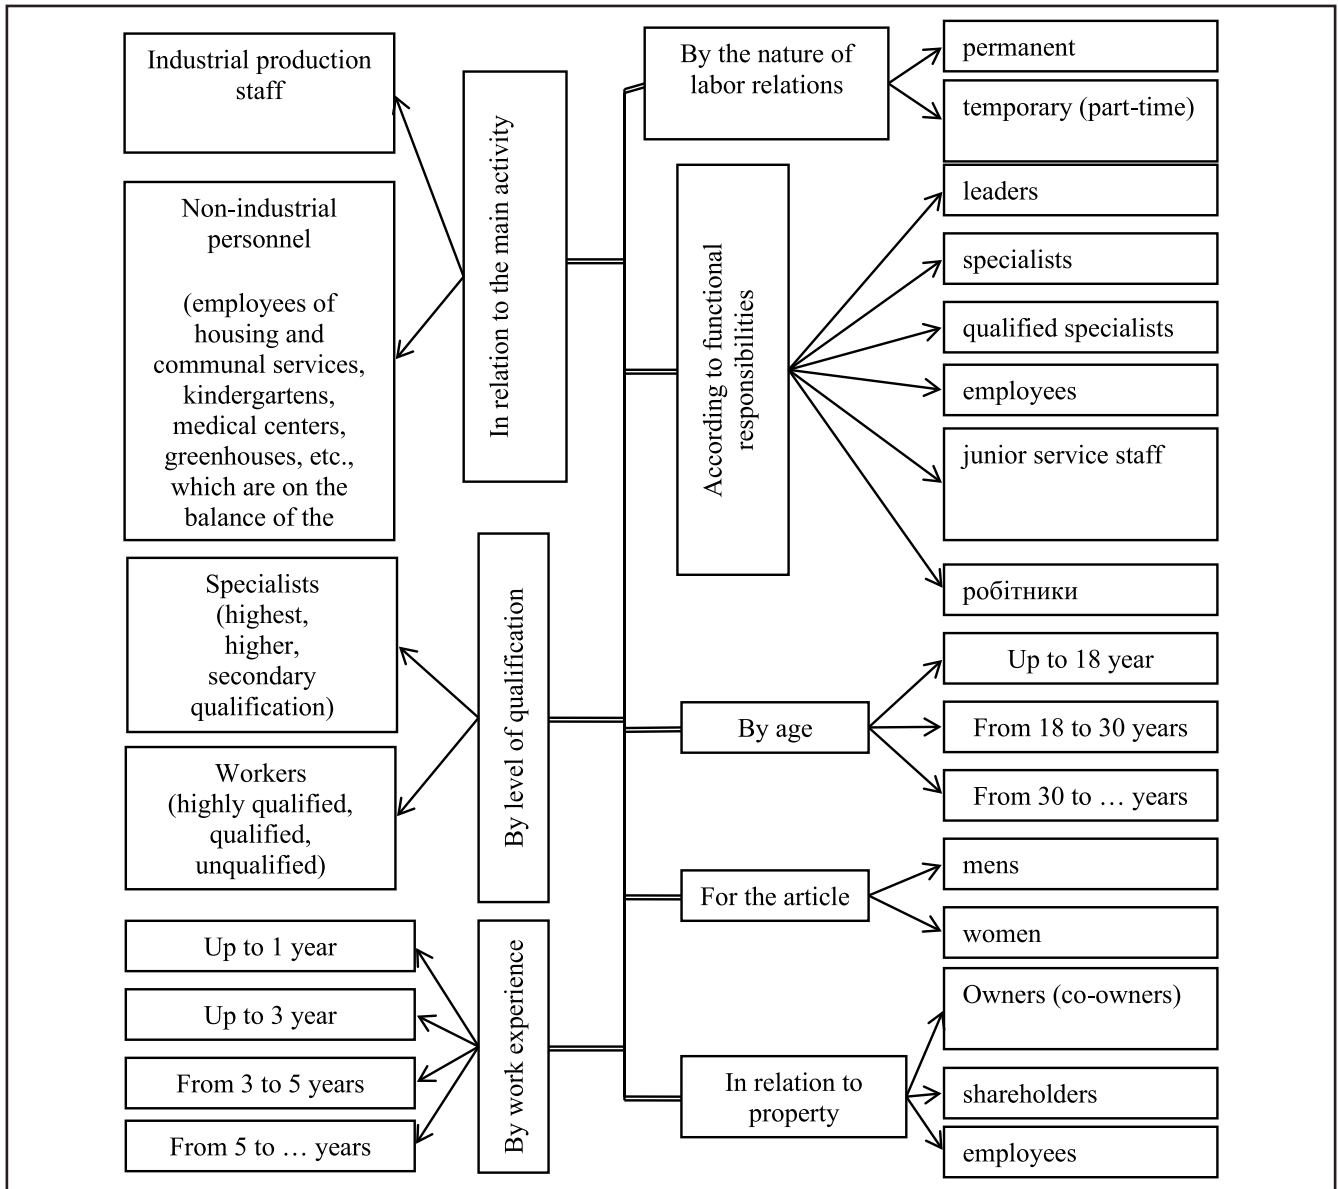 Industrial production
staff
Non-industrial
personnel
(employees of
housing and
communal services,
kindergartens,
medical centers,
greenhouses, etc.,
which are on the
balance of the
In relation to the main activity
Specialists
(highest,
higher,
secondary
qualification)
Workers
(highly qualified,
qualified,
unqualified)
By level of qualification
Up to 1 year
Up to 3 year
From 3 to 5 years
From 5 to … years
By work experience
By the nature of
labor relations
permanent
temporary (part-time)
According to functional
responsibilities
leaders
specialists
qualified specialists
employees
junior service staff
робітники
By age
Up to 18 year
From 18 to 30 years
From 30 to … years
For the article
mens
women
In relation to
property
Owners (co-owners)
shareholders
employees